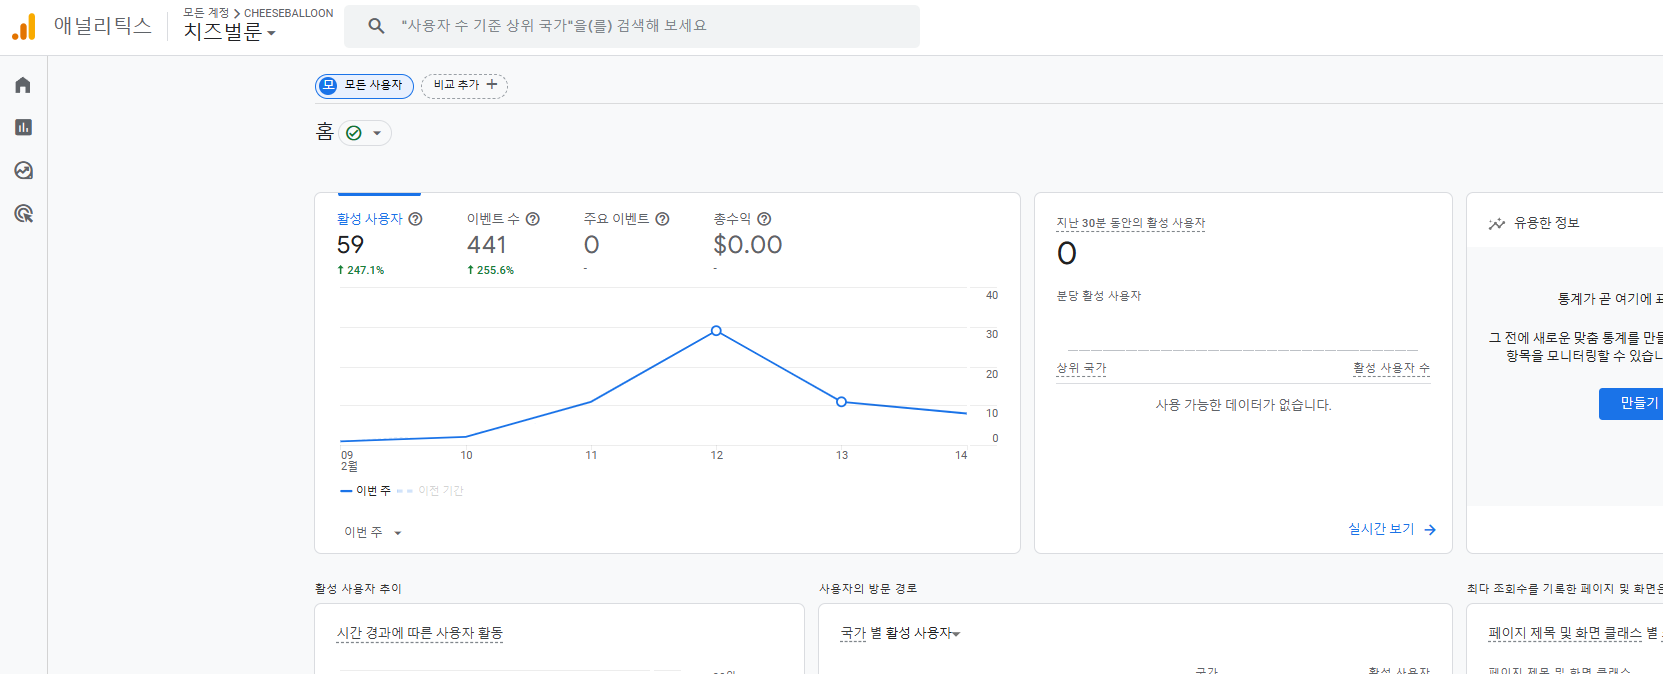 애널리틱스
모든 계정 > CHEESEBALLOON
치즈벌룬
"사용자 수 기준 상위 국가"을(를) 검색해 보세요
모 모든 사용자
비교 추가 +
홈
활성 사용자
59
↑ 247.1%
이벤트 수
441
↑ 255.6%
주요 이벤트
0
-
총수익
$0.00
-
40
30
20
10
0
09
2월
10
11
12
13
14
이번 주
이전 기간
이번 주
지난 30분 동안의 활성 사용자
0
분당 활성 사용자
상위 국가
활성 사용자 수
사용 가능한 데이터가 없습니다.
실시간 보기 →
유용한 정보
통계가 곧 여기에
그 전에 새로운 맞춤 통계를
항목을 모니터링할 수
만들기
활성 사용자 추이
시간 경과에 따른 사용자 활동
사용자의 방문 경로
국가 별 활성 사용자
국가
활성 사용자
최다 조회수를 기록한 페이지 및
페이지 제목 및 화면 클래스 별
페이지 제목 및 화면 클래스